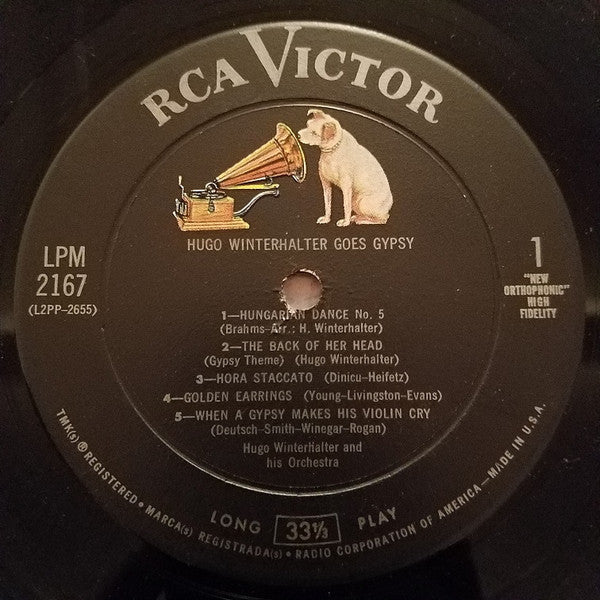 RCA VICTOR
HUGO WINTERHALTER GOES GYPSY
LPM
2167
(L2PP-2655)
1
"NEW
ORTHOPHONIC"
HIGH
FIDELITY
1—HUNGARIAN DANCE No. 5
(Brahms-Arr.: H. Winterhalter)
2—THE BACK OF HER HEAD
(Gypsy Theme) (Hugo Winterhalter)
3—HORA STACCATO (Dinicu-Heifetz)
4—GOLDEN EARRINGS (Young-Livingston-Evans)
5—WHEN A GYPSY MAKES HIS VIOLIN CRY
(Deutsch-Smith-Winegar-Rogan)
Hugo Winterhalter and
his Orchestra
LONG 33⅓ PLAY
TMK(s) ® REGISTERED • MARCA(s) REGISTRADA(s) • RADIO CORPORATION OF AMERICA—MADE IN U.S.A.